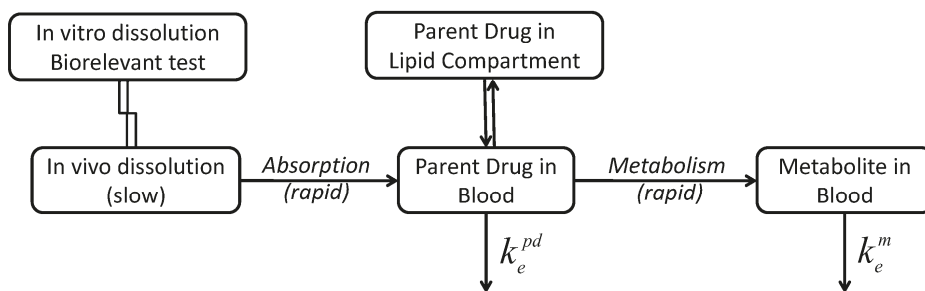 In vitro dissolution
Biorelevant test
Parent Drug in
Lipid Compartment
In vivo dissolution
(slow)
Absorption
(rapid)
Parent Drug in
Blood
Metabolism
(rapid)
Metabolite in
Blood
k_e^{pd}
k_e^{m}